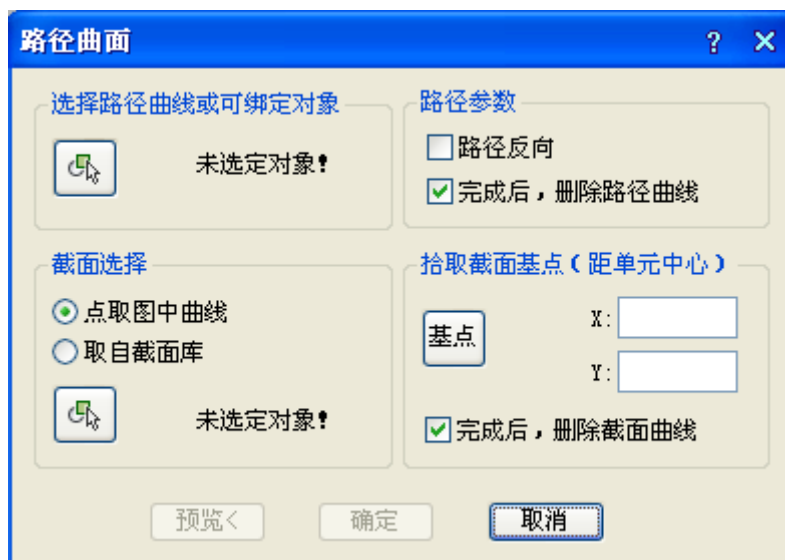 路径曲面
选择路径曲线或可绑定对象
未选定对象!
路径参数
路径反向
完成后，删除路径曲线
截面选择
点取图中曲线
取自截面库
未选定对象!
拾取截面基点(距单元中心)
基点
X:
Y:
完成后，删除截面曲线
预览<
确定
取消